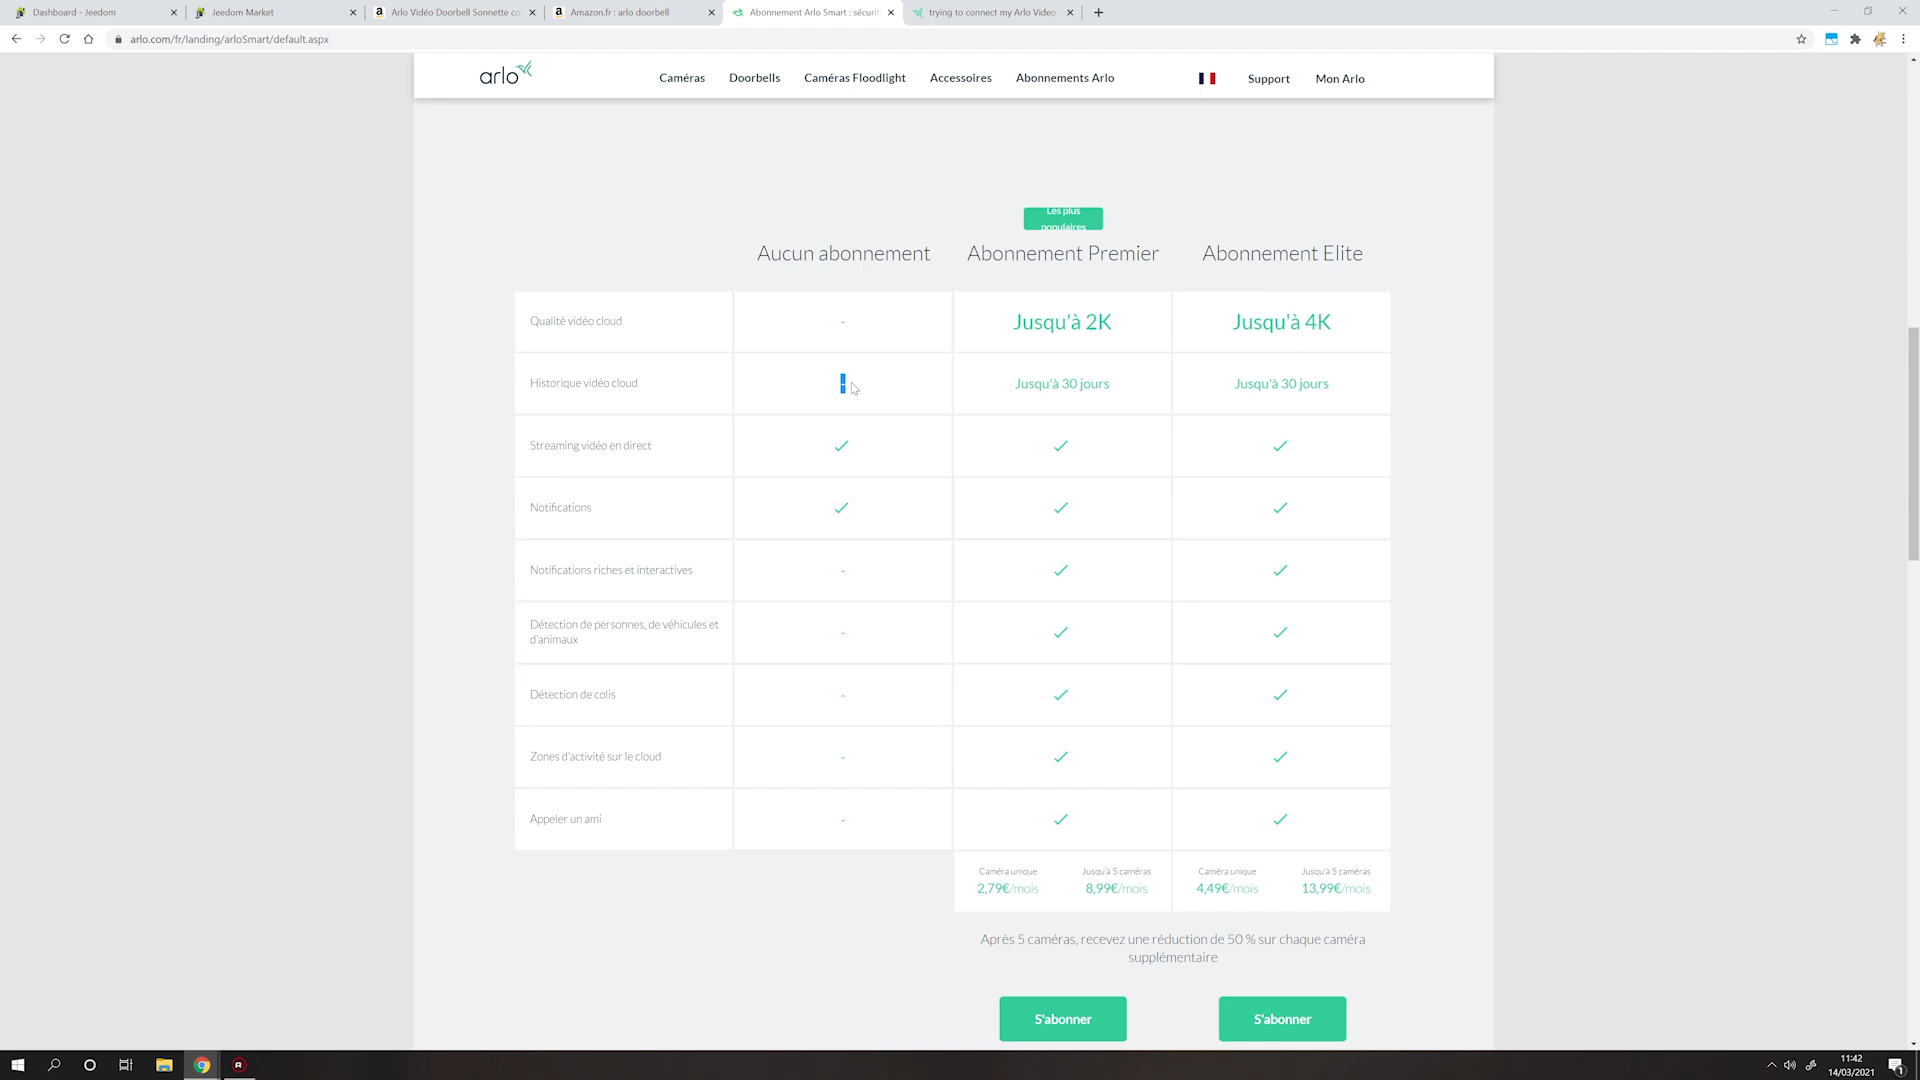 Dashboard - Jeedom
Jeedom Market
Arlo Vidéo Doorbell Sonnette co
Amazon.fr : arlo doorbell
Abonnement Arlo Smart : sécurit
trying to connect my Arlo Video
arlo.com/fr/landing/arloSmart/default.aspx
arlo
Caméras
Doorbells
Caméras Floodlight
Accessoires
Abonnements Arlo
Support
Mon Arlo
Les plus
populaires
Aucun abonnement
Abonnement Premier
Abonnement Elite
Qualité vidéo cloud - Jusqu'à 2K Jusqu'à 4K
Historique vidéo cloud - Jusqu'à 30 jours Jusqu'à 30 jours
Streaming vidéo en direct
Notifications
Notifications riches et interactives -
Détection de personnes, de véhicules et
d'animaux -
Détection de colis -
Zones d'activité sur le cloud -
Appeler un ami -
Caméra unique Jusqu'à 5 caméras Caméra unique Jusqu'à 5 caméras
2,79€/mois 8,99€/mois 4,49€/mois 13,99€/mois
Après 5 caméras, recevez une réduction de 50 % sur chaque caméra
supplémentaire
S'abonner
S'abonner
11:42
14/03/2021